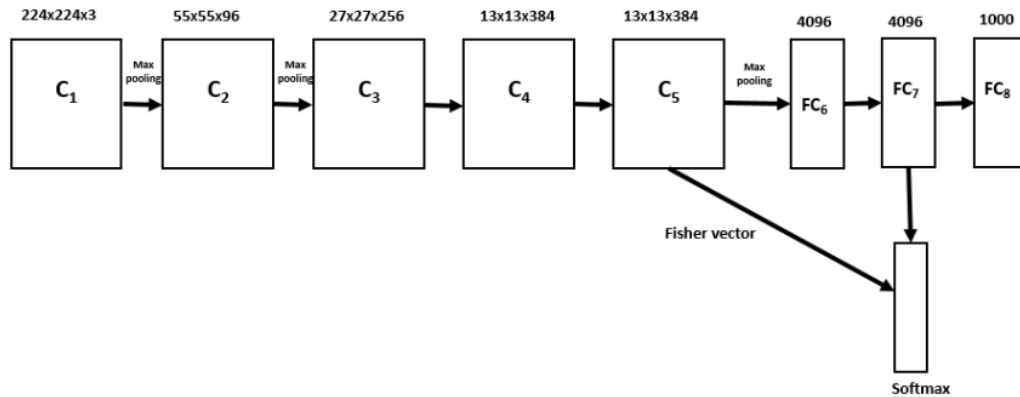 224x224x3 55x55x96 27x27x256 13x13x384 13x13x384 4096 4096 1000
C1 Max pooling C2 Max pooling C3 C4 C5 Max pooling FC6 FC7 FC8
Fisher vector
Softmax